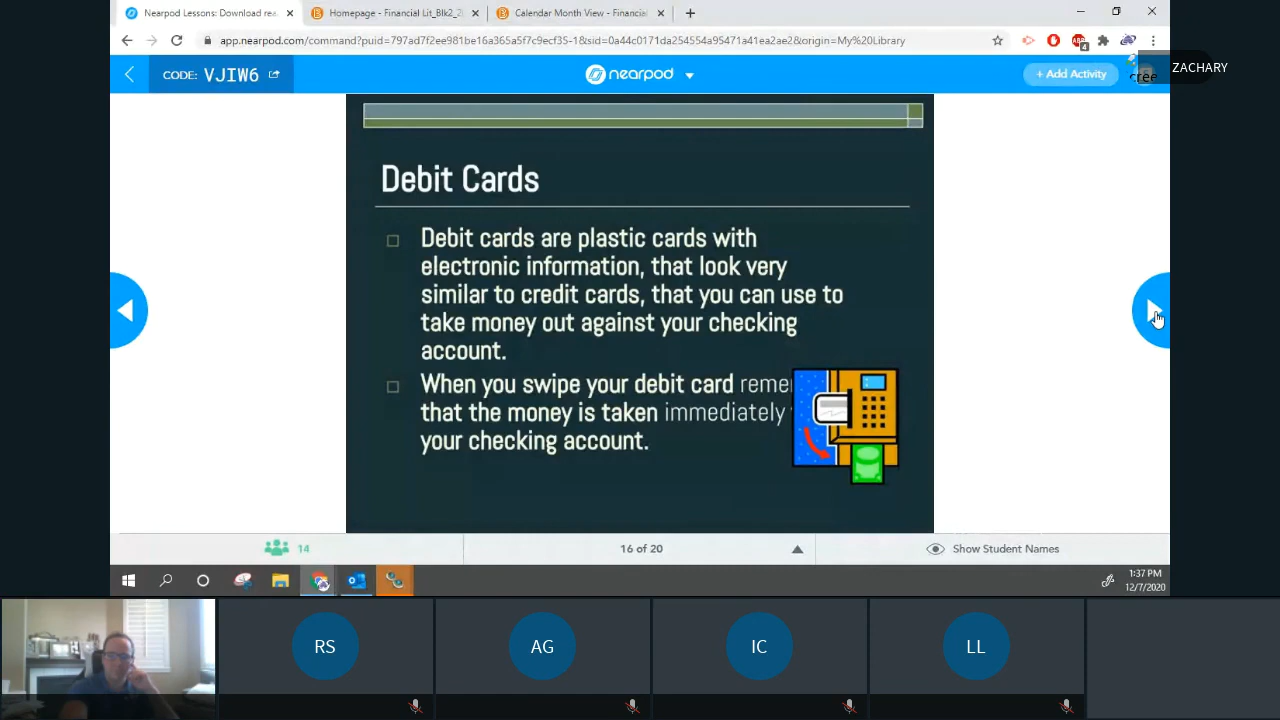 Nearpod Lessons: Download rea
Homepage - Financial Lit_Blk2_2
Calendar Month View - Financial
app.nearpod.com/command?puid=797ad7f2ee981be16a365a5f7c9ecf35-1&sid=0a44c0171da254554a95471a41ea2ae2&origin=My%20Library
4
ZACHARY
CODE: VJIW6
nearpod
+ Add Activity
cree
Debit Cards
Debit cards are plastic cards with
electronic information, that look very
similar to credit cards, that you can use to
take money out against your checking
account.
When you swipe your debit card reme
that the money is taken immediately
your checking account.
14
16 of 20
Show Student Names
1:37 PM
12/7/2020
RS
AG
IC
LL